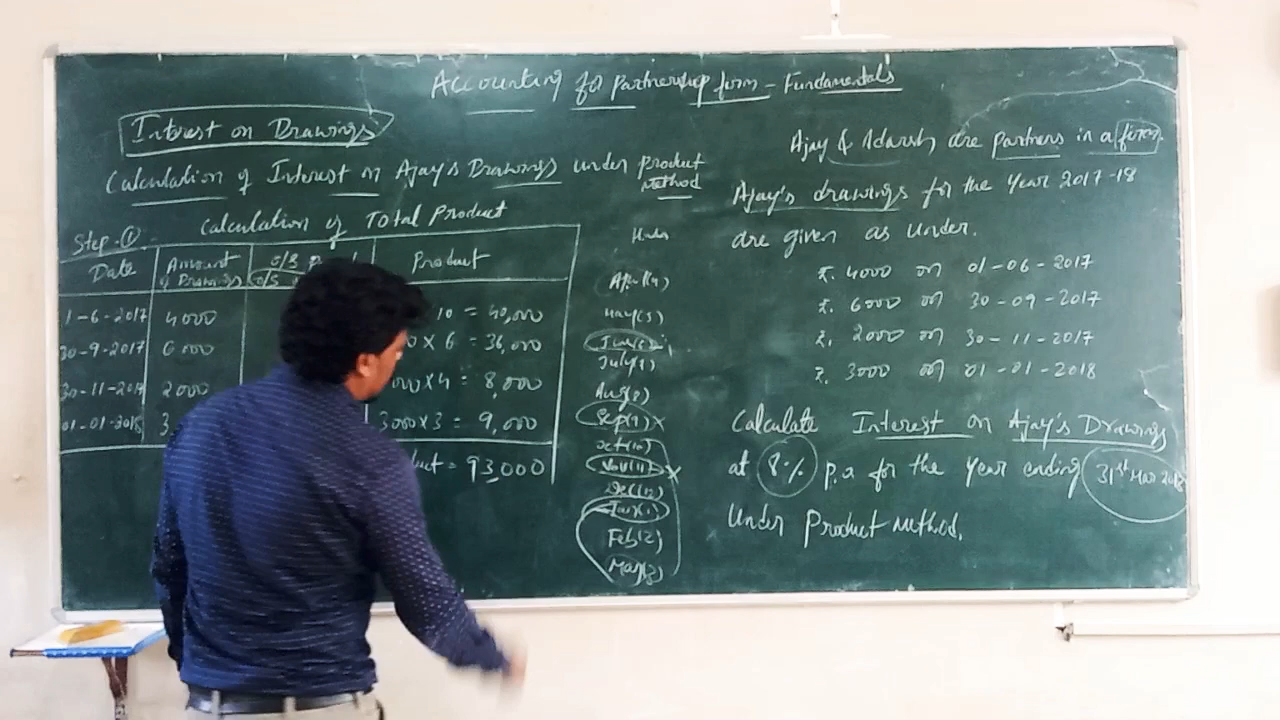 Accounting for Partnership form - Fundamentals
Interest on Drawings
Calculation of Interest on Ajay's Drawings under Product Method
Step-①
Calculation of Total Product
Date Amount of Drawings O/S Product
1-6-2017 4000 10 = 40,000
30-9-2017 6000 × 6 = 36,000
30-11-2017 2000 000 × 4 = 8,000
01-01-2018 3 3000 × 3 = 9,000
= 93,000
April(4)
May(5)
June(6)
July(7)
Aug(8)
Sep(9) ×
Oct(10)
Nov(11) ×
Dec(12)
Jan(1)
Feb(2)
Mar(3)
Ajay & Adarsh are partners in a form.
Ajay's drawings for the Year 2017-18
are given as under.
₹. 4000 on 01-06-2017
₹. 6000 on 30-09-2017
₹. 2000 on 30-11-2017
₹. 3000 on 01-01-2018
Calculate Interest on Ajay's Drawings
at 8% p.a for the Year ending 31st Mar 2018
Under Product Method.